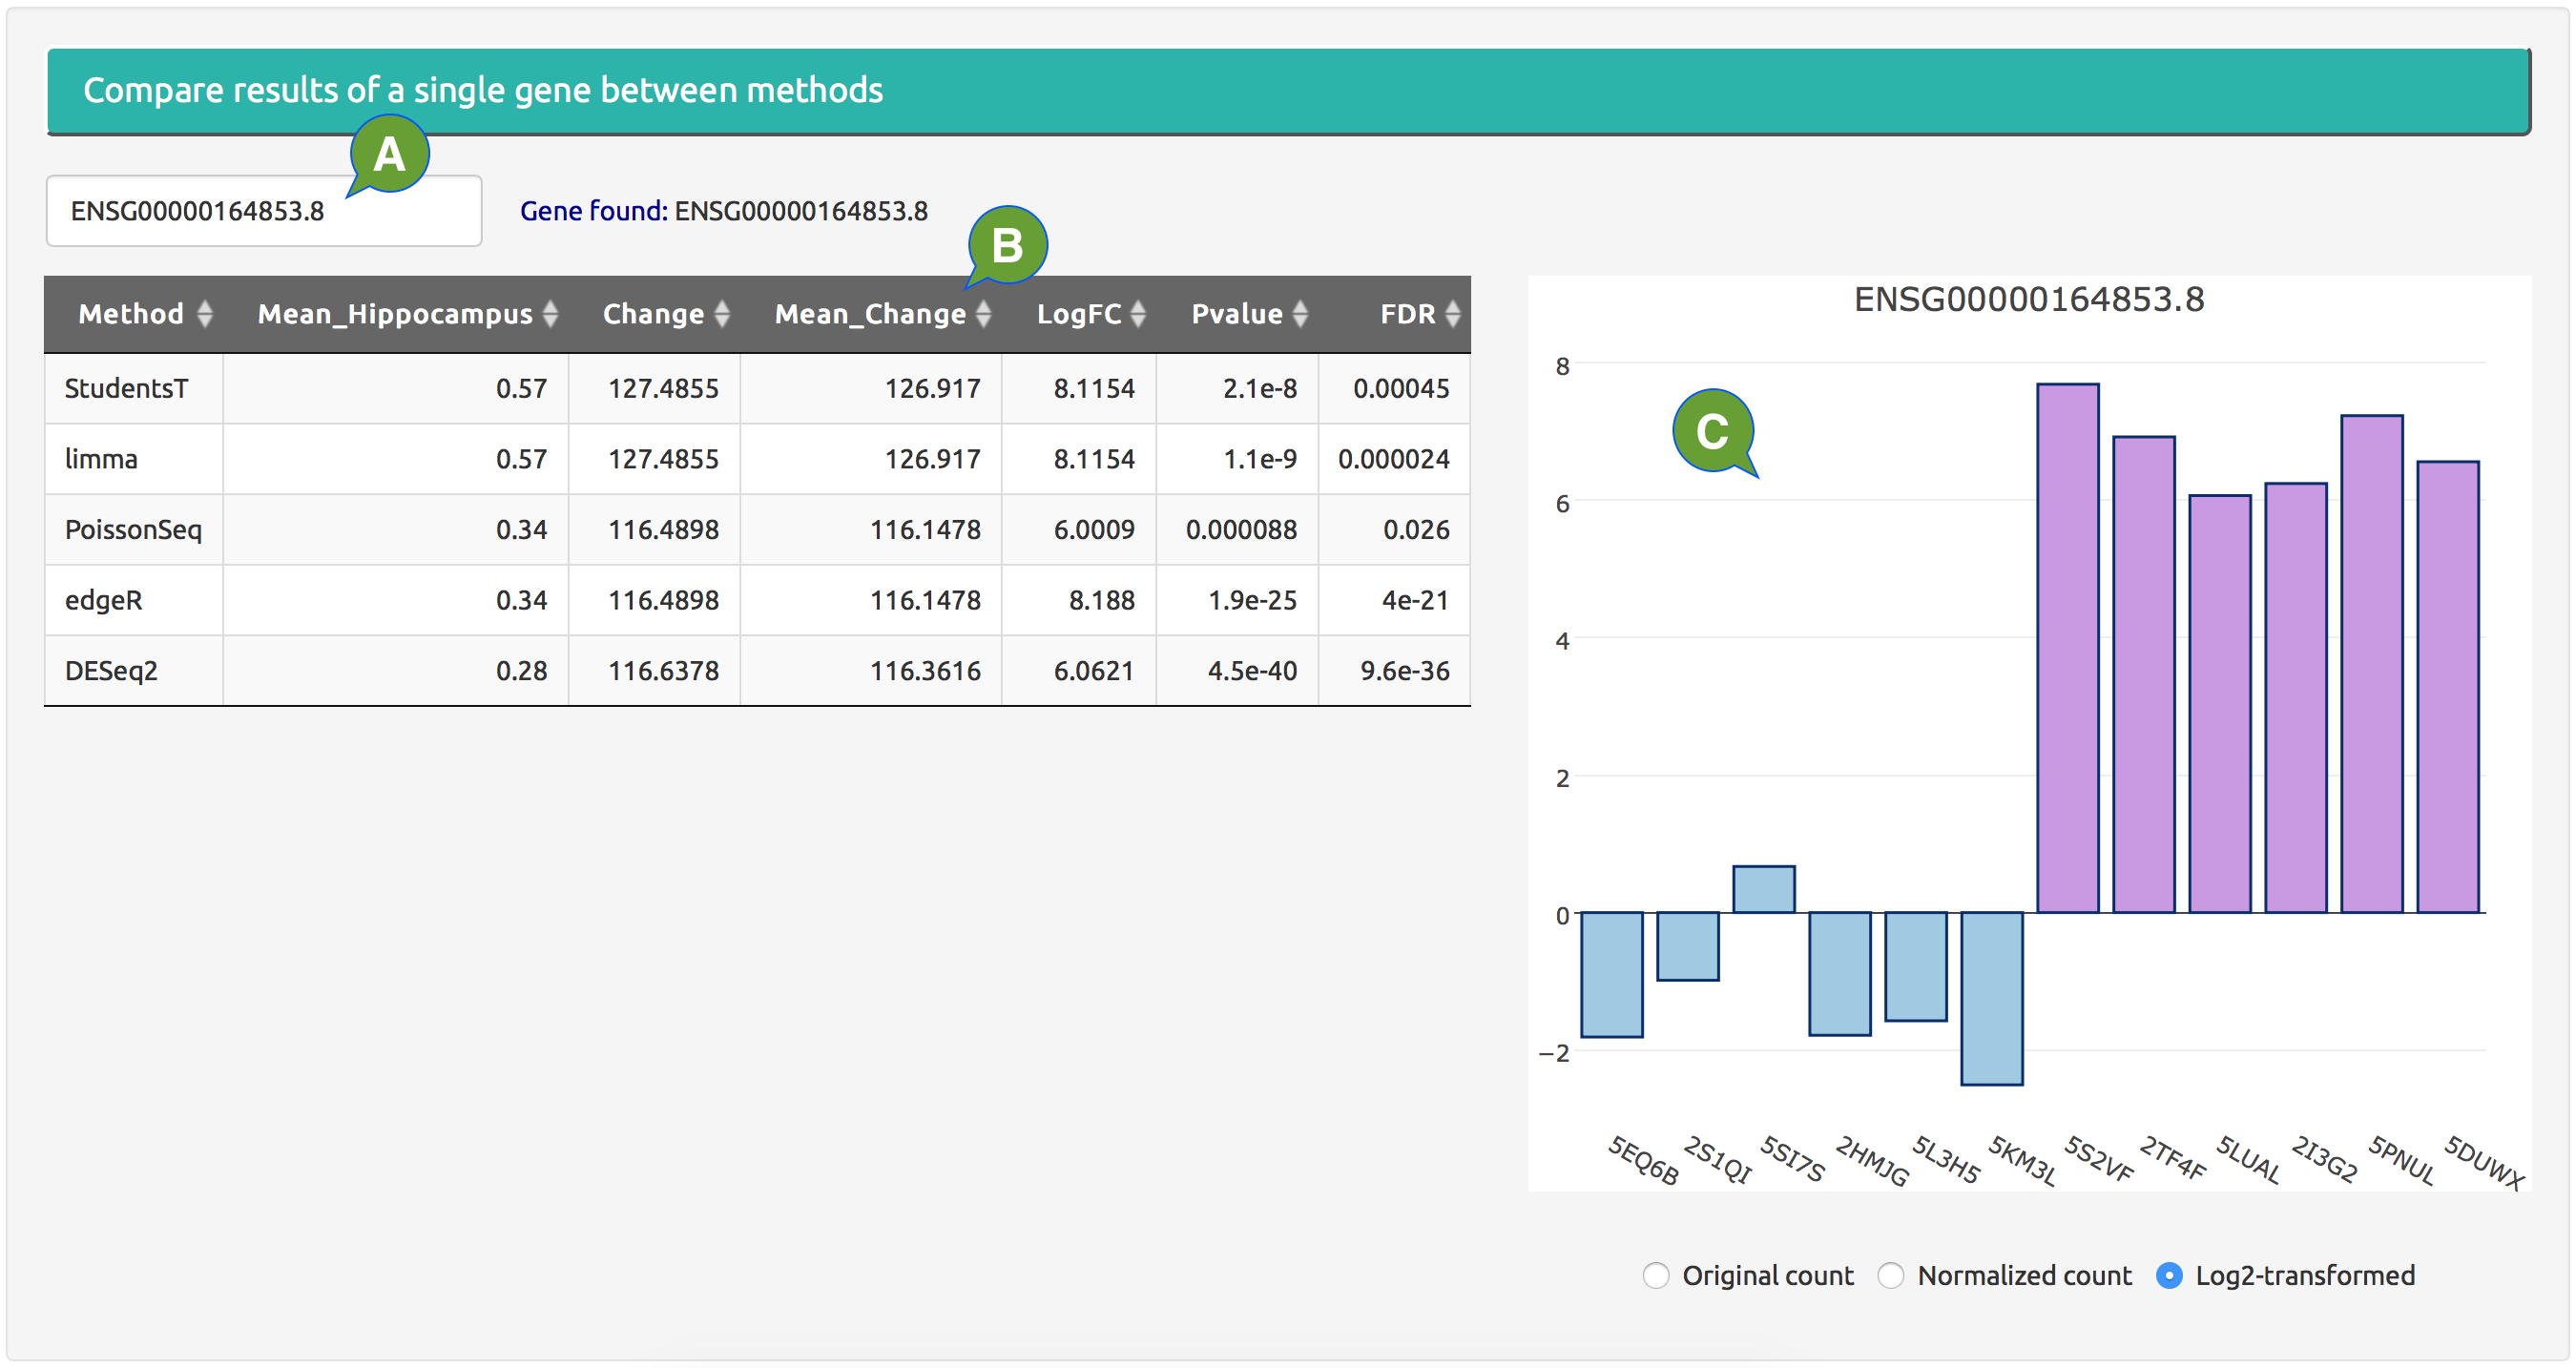 Compare results of a single gene between methods
A
ENSG00000164853.8 Gene found: ENSG00000164853.8
B
Method Mean_Hippocampus Change Mean_Change LogFC Pvalue FDR
StudentsT 0.57 127.4855 126.917 8.1154 2.1e-8 0.00045
limma 0.57 127.4855 126.917 8.1154 1.1e-9 0.000024
PoissonSeq 0.34 116.4898 116.1478 6.0009 0.000088 0.026
edgeR 0.34 116.4898 116.1478 8.188 1.9e-25 4e-21
DESeq2 0.28 116.6378 116.3616 6.0621 4.5e-40 9.6e-36
ENSG00000164853.8
C
8
6
4
2
0
−2
5EQ6B 2S1QI 5SI7S 2HMJG 5L3H5 5KM3L 5S2VF 2TF4F 5LUAL 2I3G2 5PNUL 5DUWX
Original count Normalized count Log2-transformed